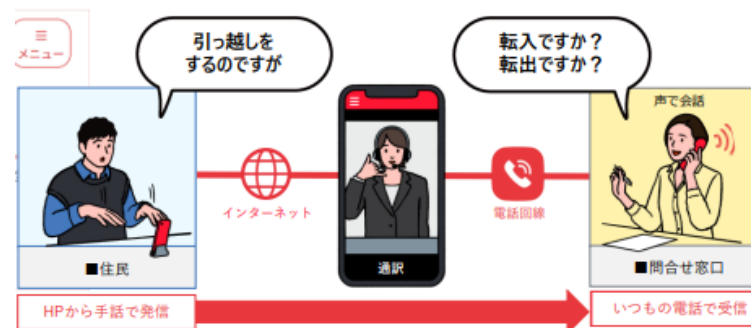 メニュー
引っ越しを
するのですが
転入ですか？
転出ですか？
声で会話
インターネット
電話回線
■住民
通訳
■問合せ窓口
HPから手話で発信
いつもの電話で受信